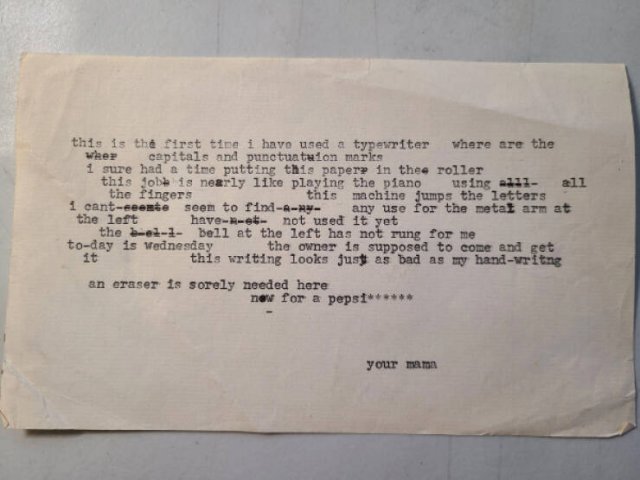 this is the first time i have used a typewriter where are the
wher capitals and punctuatuion marks
i sure had a time putting this paper in the roller
this job is nearly like playing the piano using alll all
the fingers this machine jumps the letters
i cant seemte seem to find a ny any use for the metal arm at
the left have n et not used it yet
the b el l bell at the left has not rung for me
to-day is wednesday the owner is supposed to come and get
it this writing looks just as bad as my hand-writng
an eraser is sorely needed here
now for a pepsi******
your mama